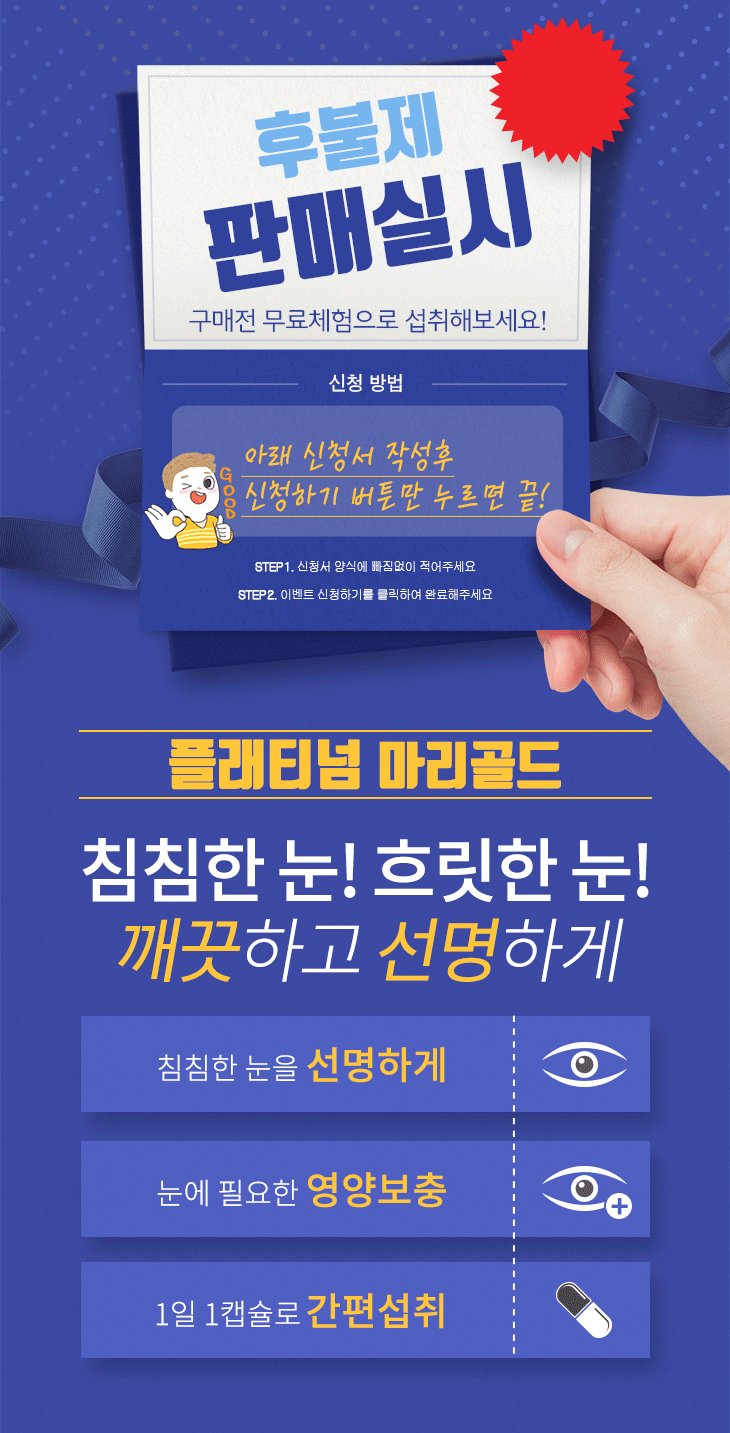 후불제
판매실시
구매전 무료체험으로 섭취해보세요!
신청 방법
아래 신청서 작성후
신청하기 버튼만 누르면 끝!
GOOD
STEP1. 신청서 양식에 빠짐없이 적어주세요
STEP2. 이벤트 신청하기를 클릭하여 완료해주세요
플래티넘 마리골드
침침한 눈! 흐릿한 눈!
깨끗하고 선명하게
침침한 눈을 선명하게
눈에 필요한 영양보충
1일 1캡슐로 간편섭취